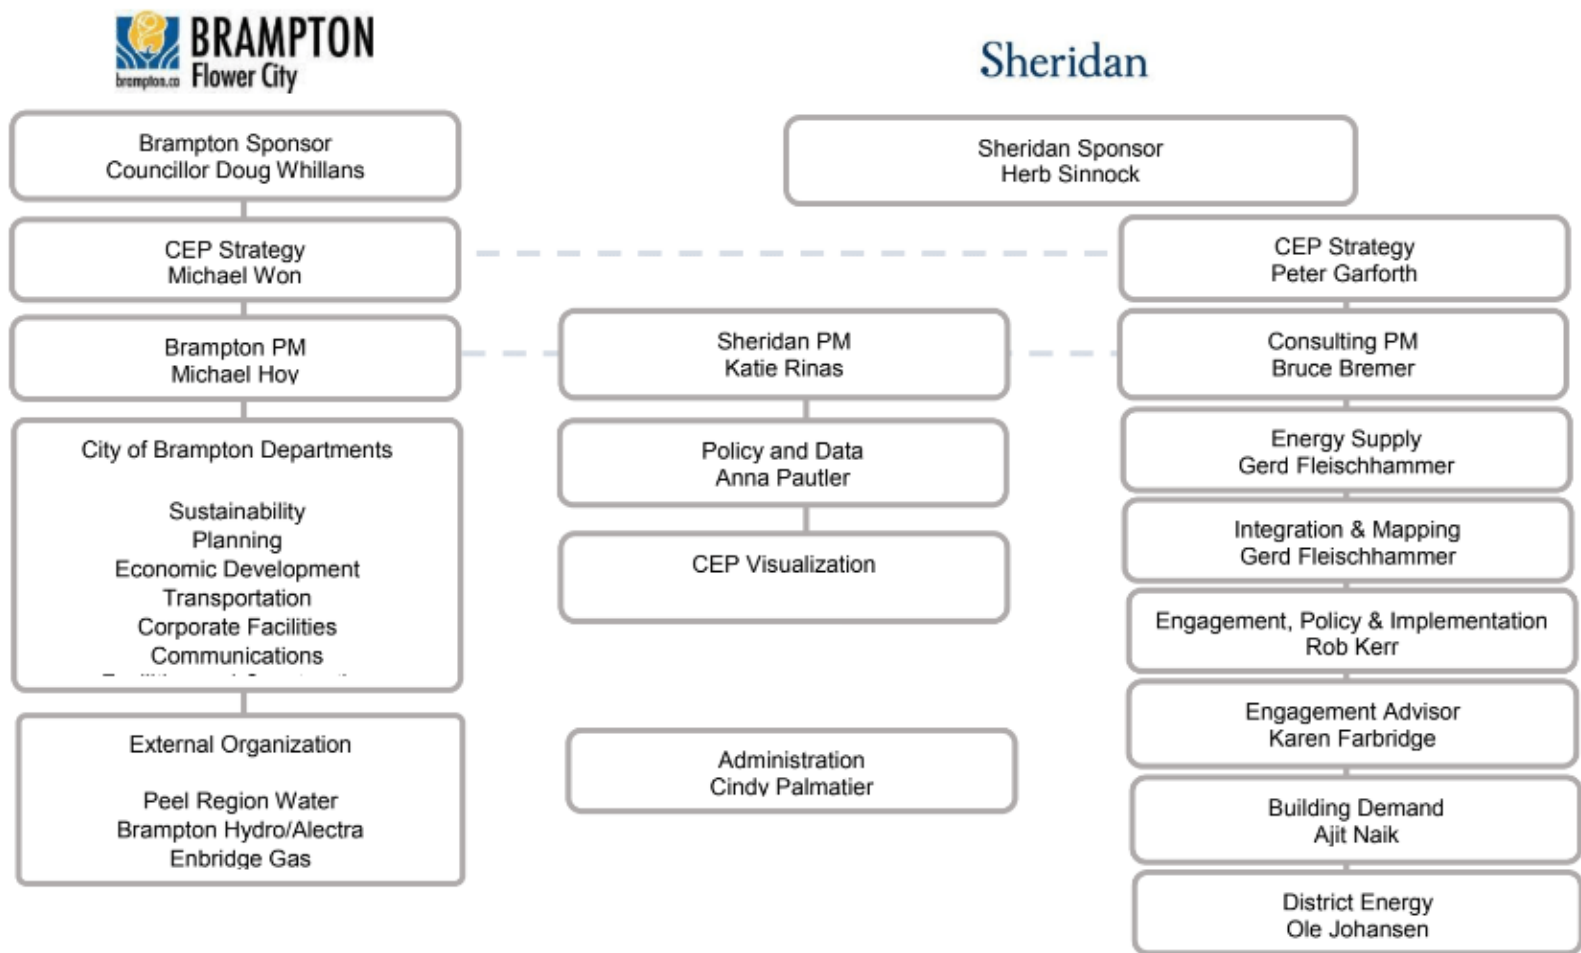 BRAMPTON
brampton.ca Flower City
Sheridan
Brampton Sponsor
Councillor Doug Whillans
Sheridan Sponsor
Herb Sinnock
CEP Strategy
Michael Won
CEP Strategy
Peter Garforth
Brampton PM
Michael Hoy
Sheridan PM
Katie Rinas
Consulting PM
Bruce Bremer
City of Brampton Departments
Sustainability
Planning
Economic Development
Transportation
Corporate Facilities
Communications
Policy and Data
Anna Pautler
CEP Visualization
Energy Supply
Gerd Fleischhammer
Integration & Mapping
Gerd Fleischhammer
Engagement, Policy & Implementation
Rob Kerr
External Organization
Peel Region Water
Brampton Hydro/Alectra
Enbridge Gas
Administration
Cindy Palmatier
Engagement Advisor
Karen Farbridge
Building Demand
Ajit Naik
District Energy
Ole Johansen